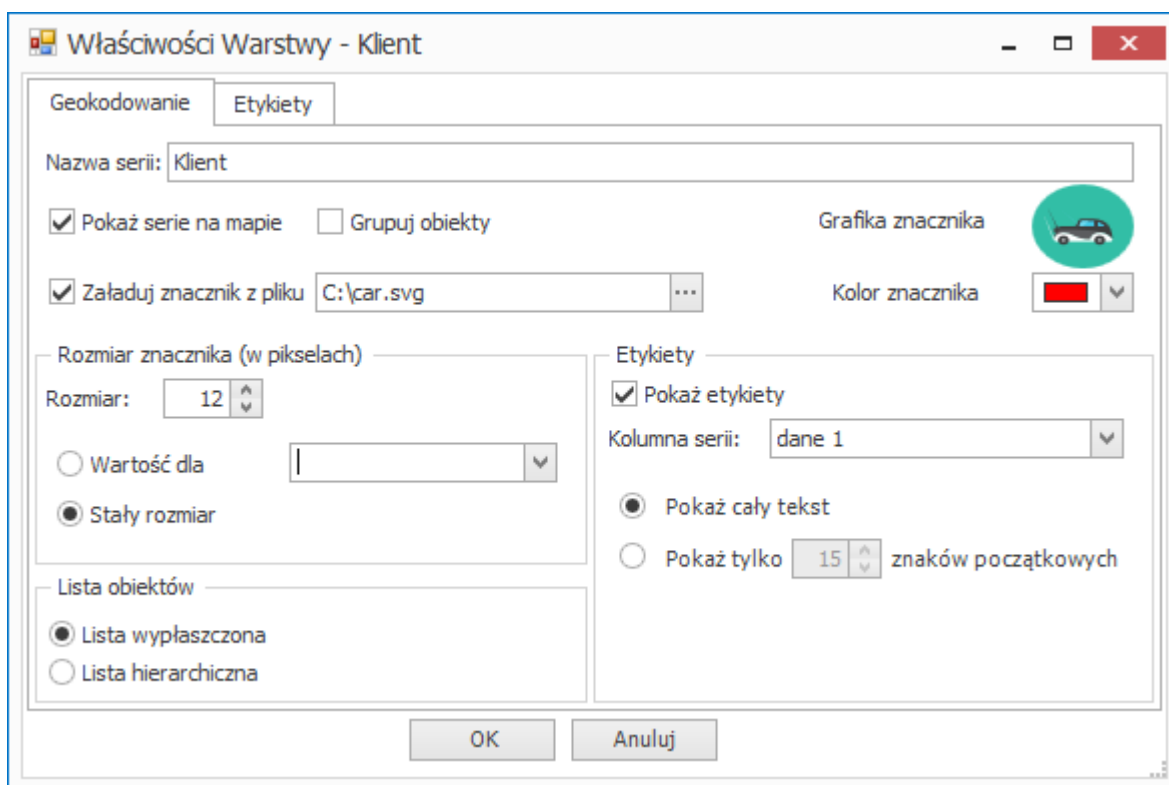 Właściwości Warstwy - Klient
Geokodowanie Etykiety
Nazwa serii: Klient
Pokaż serie na mapie Grupuj obiekty Grafika znacznika
Załaduj znacznik z pliku C:\car.svg ... Kolor znacznika
Rozmiar znacznika (w pikselach)
Rozmiar: 12
Wartość dla
Stały rozmiar
Lista obiektów
Lista wypłaszczona
Lista hierarchiczna
Etykiety
Pokaż etykiety
Kolumna serii: dane 1
Pokaż cały tekst
Pokaż tylko 15 znaków początkowych
OK Anuluj